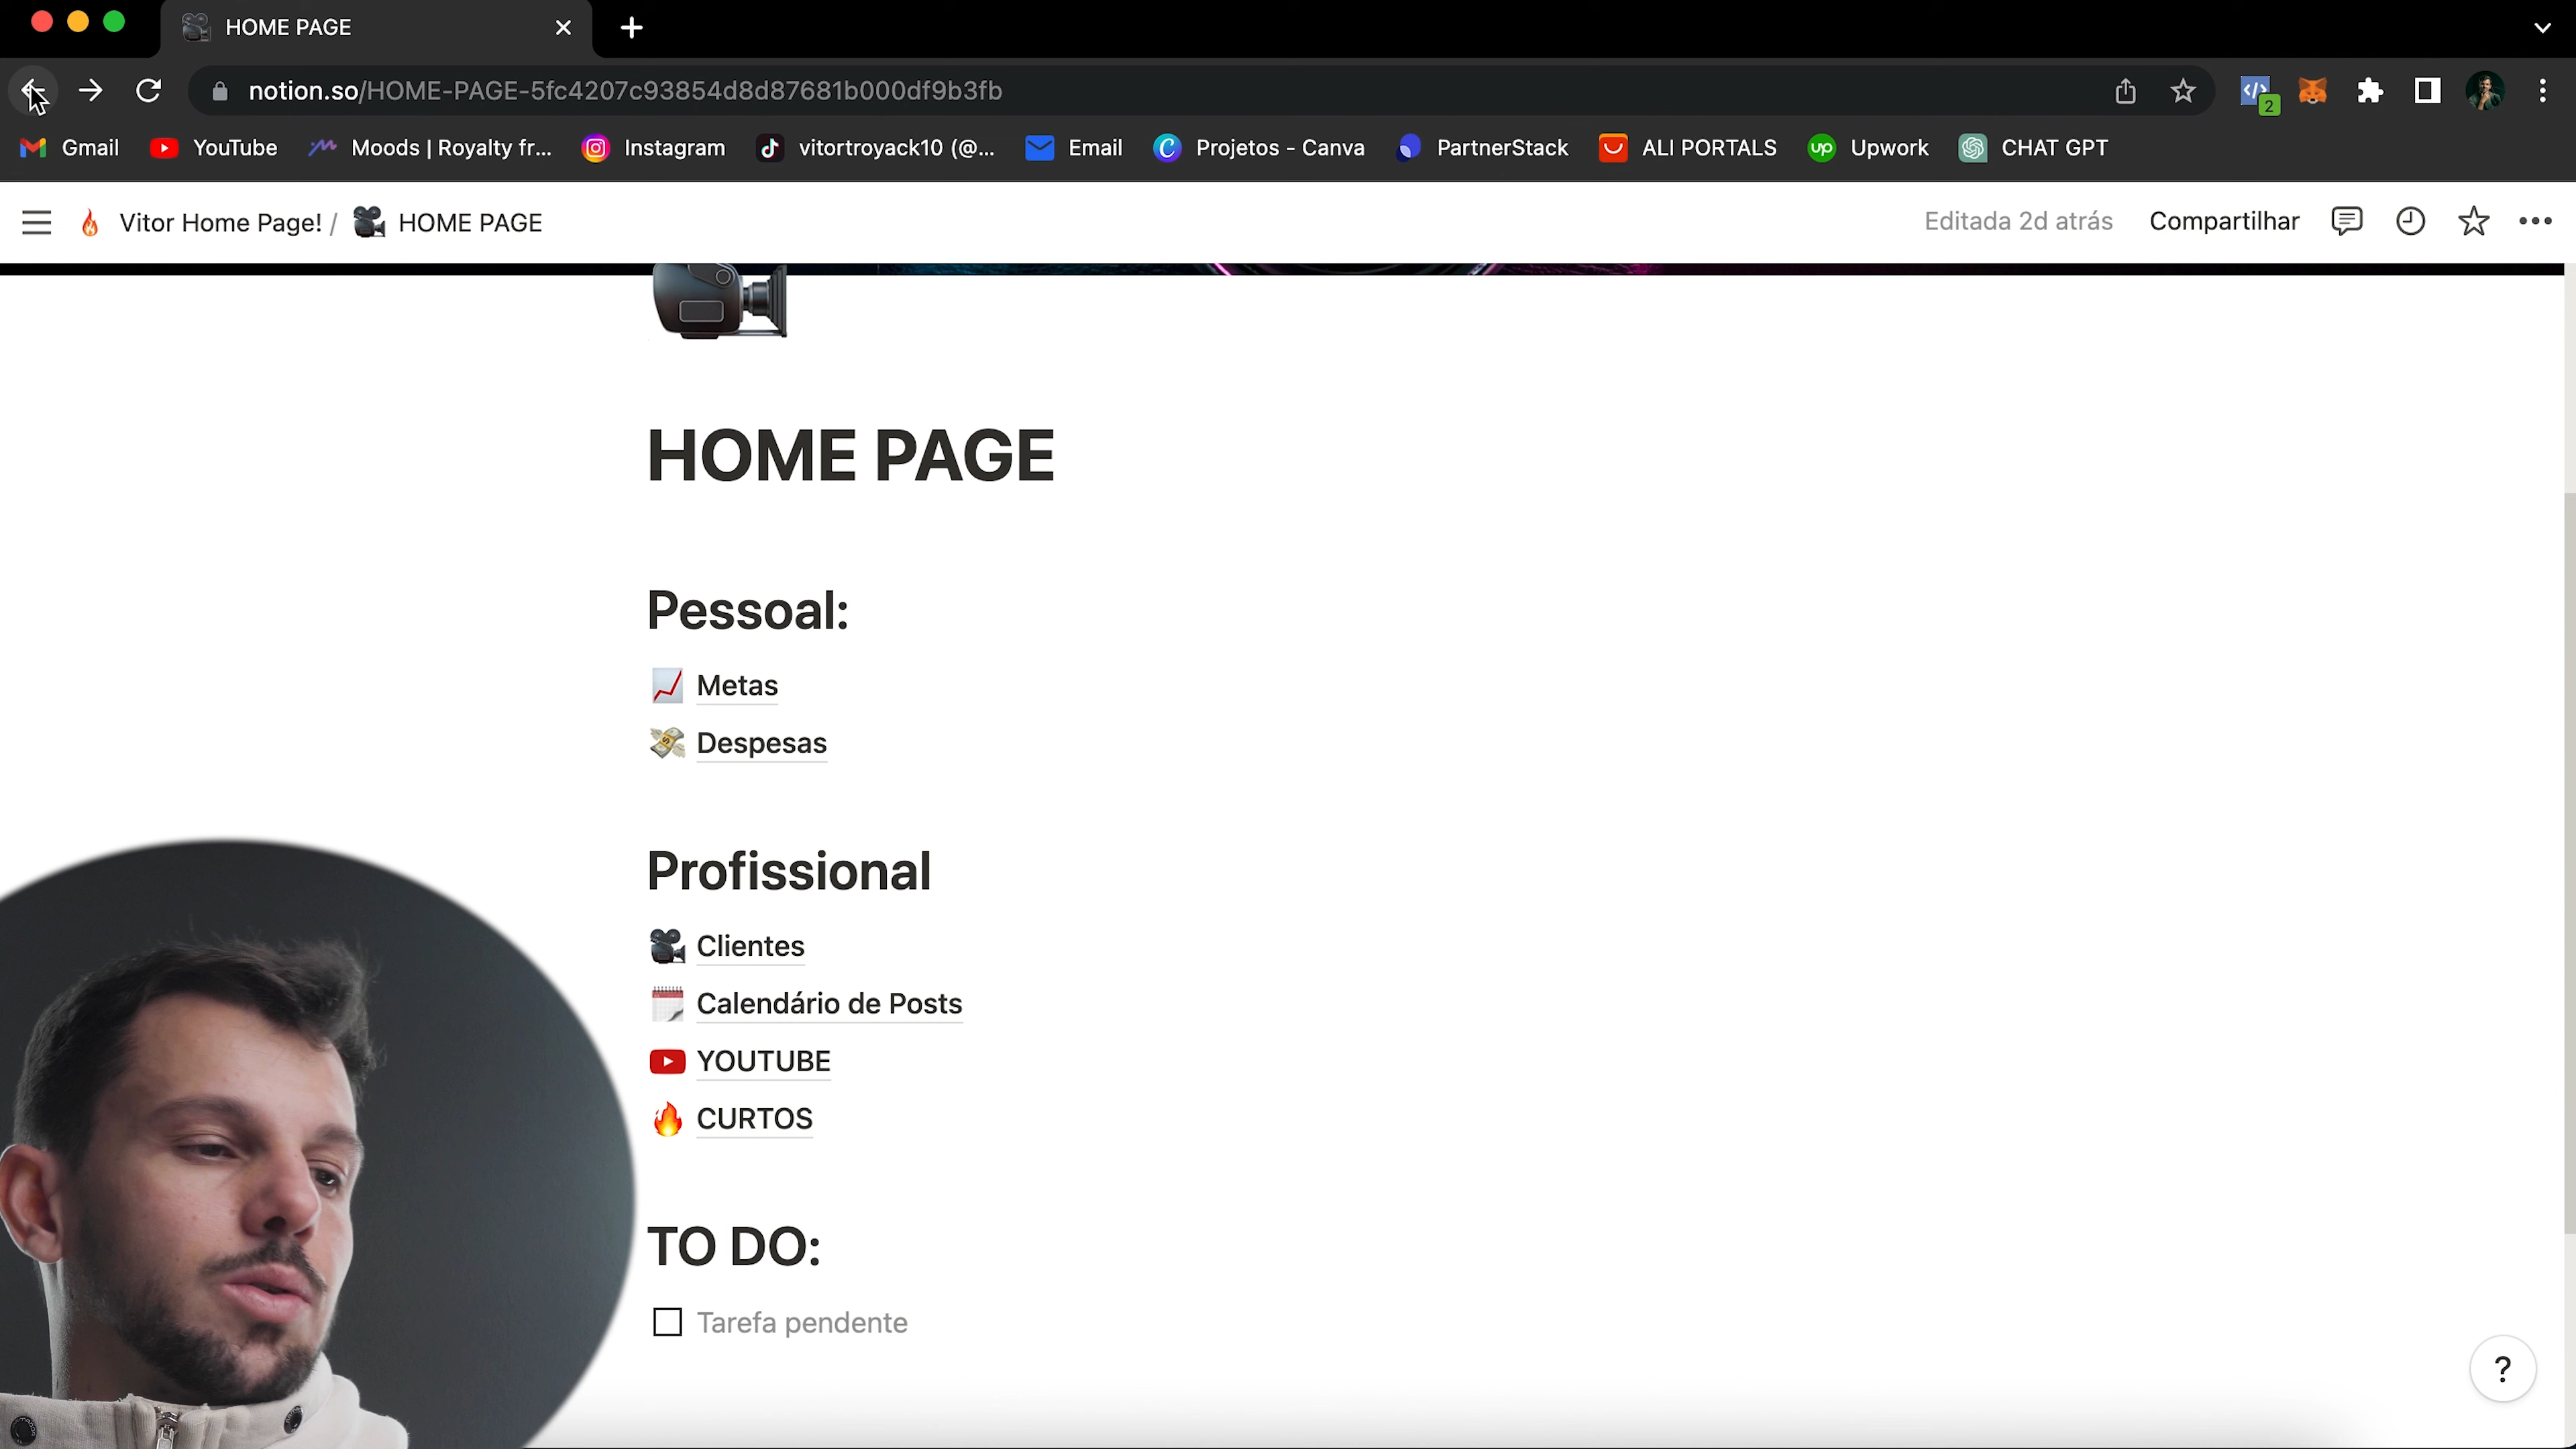 HOME PAGE
notion.so/HOME-PAGE-5fc4207c93854d8d87681b000df9b3fb
2
Gmail
YouTube
Moods | Royalty fr...
Instagram
vitortroyack10 (@...
Email
Projetos - Canva
PartnerStack
ALI PORTALS
up Upwork
CHAT GPT
Vitor Home Page! / HOME PAGE
Editada 2d atrás
Compartilhar
HOME PAGE
Pessoal:
Metas
Despesas
Profissional
Clientes
Calendário de Posts
YOUTUBE
CURTOS
TO DO:
Tarefa pendente
?